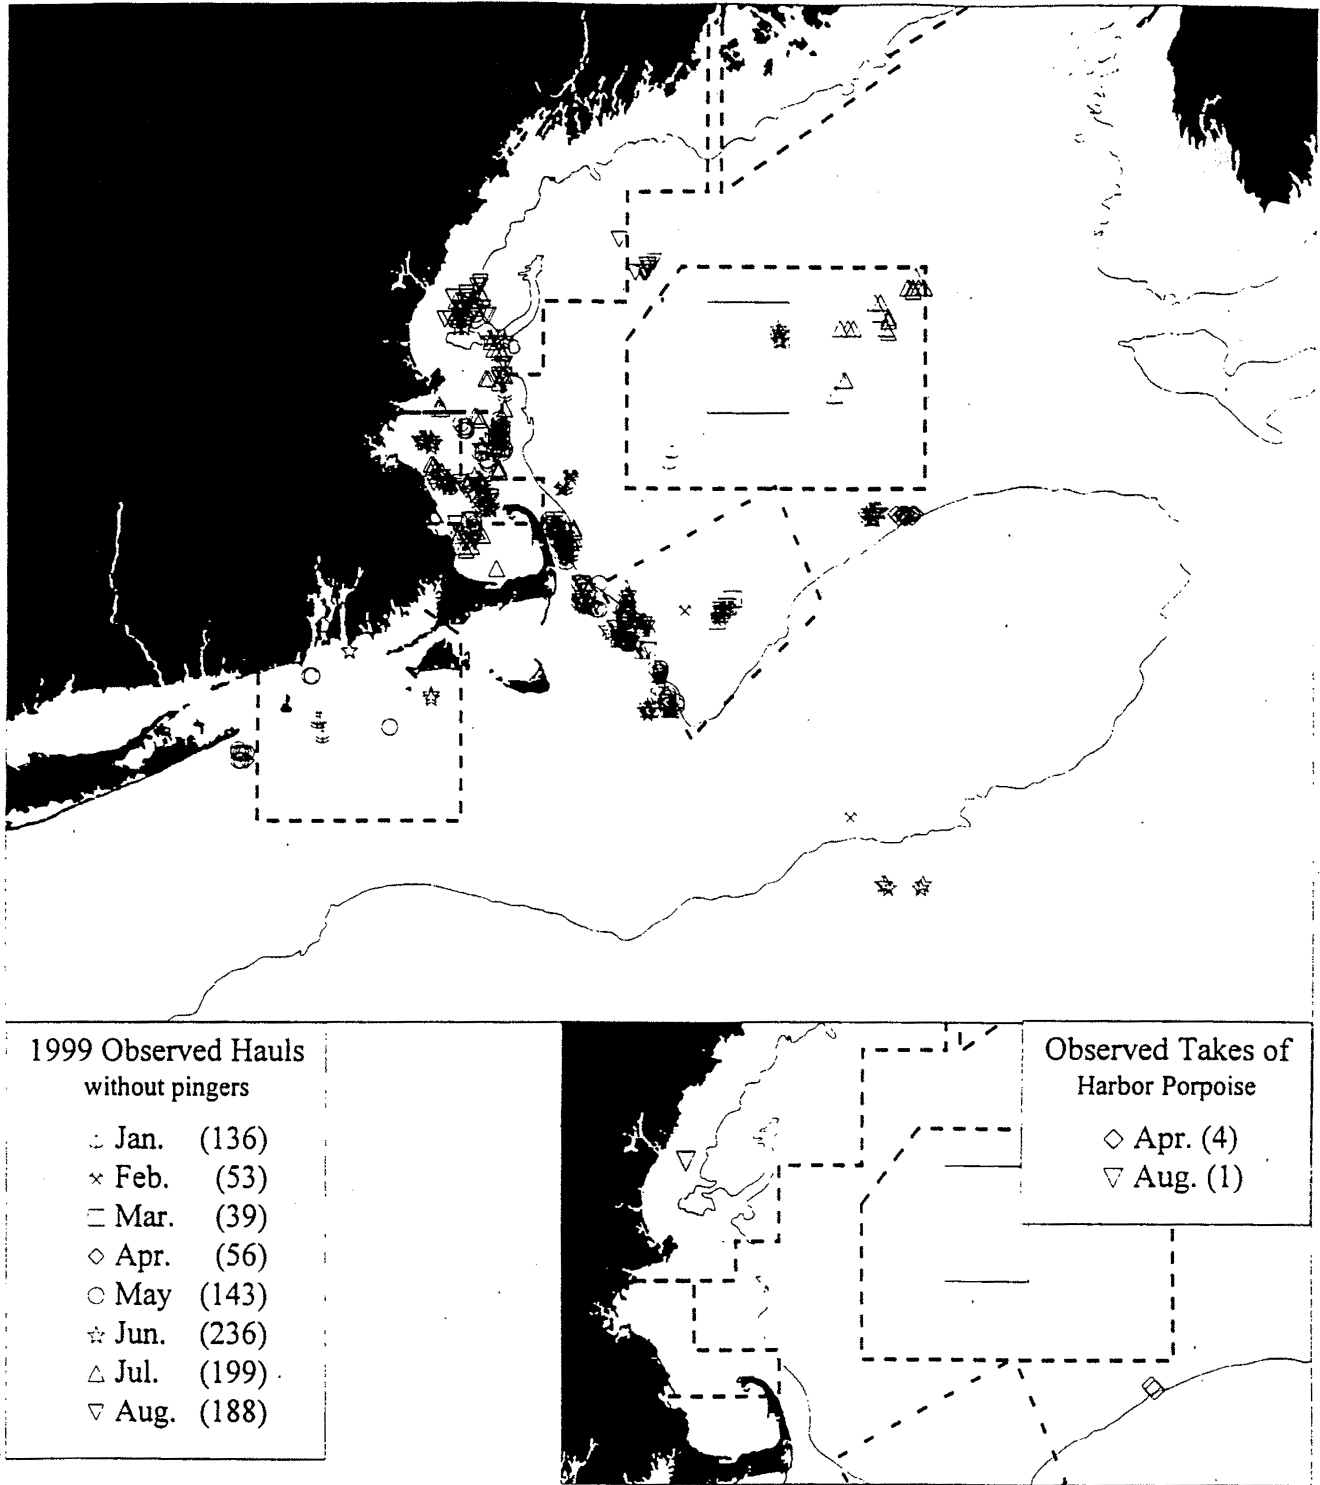 1999 Observed Hauls
without pingers
Jan. (136)
Feb. (53)
Mar. (39)
Apr. (56)
May (143)
Jun. (236)
Jul. (199)
Aug. (188)
Observed Takes of
Harbor Porpoise
Apr. (4)
Aug. (1)